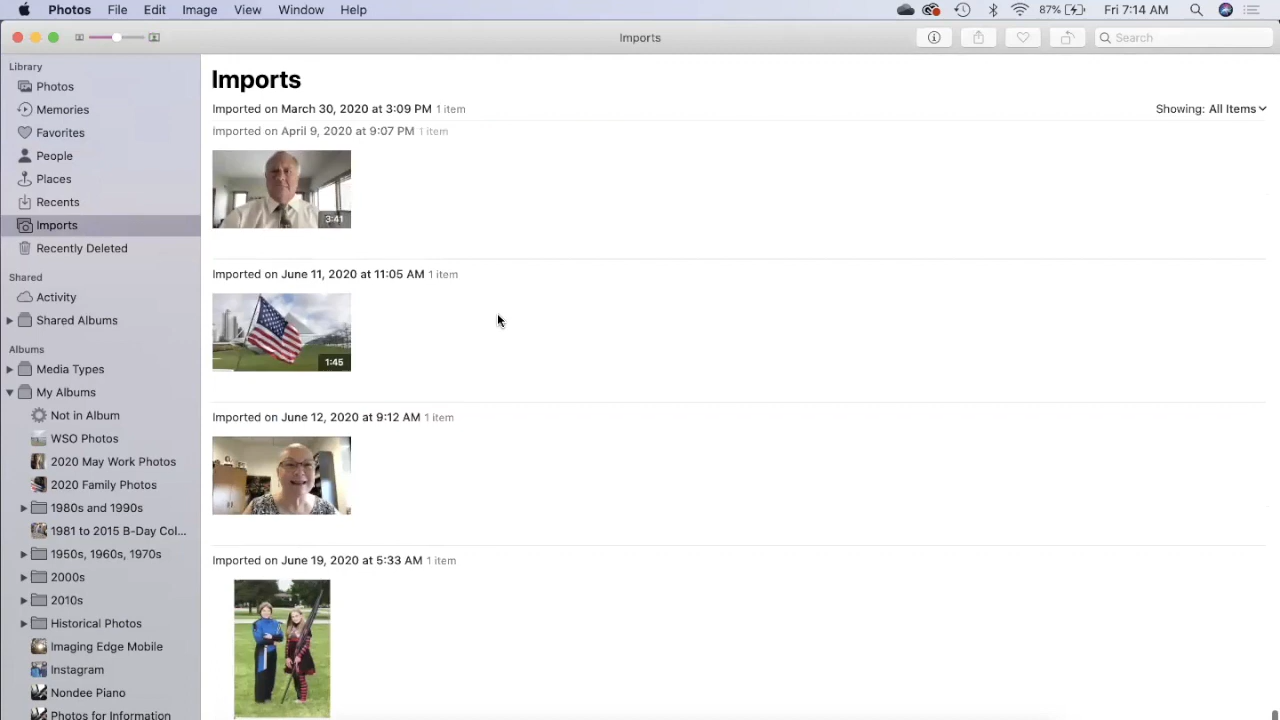 Photos File Edit Image View Window Help 87% Fri 7:14 AM
Imports Search
Library
Photos
Memories
Favorites
People
Places
Recents
Imports
Recently Deleted
Shared
Activity
Shared Albums
Albums
Media Types
My Albums
Not in Album
WSO Photos
2020 May Work Photos
2020 Family Photos
1980s and 1990s
1981 to 2015 B-Day Col...
1950s, 1960s, 1970s
2000s
2010s
Historical Photos
Imaging Edge Mobile
Instagram
Nondee Piano
Photos for Information
Imports
Imported on March 30, 2020 at 3:09 PM 1 item Showing: All Items
Imported on April 9, 2020 at 9:07 PM 1 item
3:41
Imported on June 11, 2020 at 11:05 AM 1 item
1:45
Imported on June 12, 2020 at 9:12 AM 1 item
Imported on June 19, 2020 at 5:33 AM 1 item